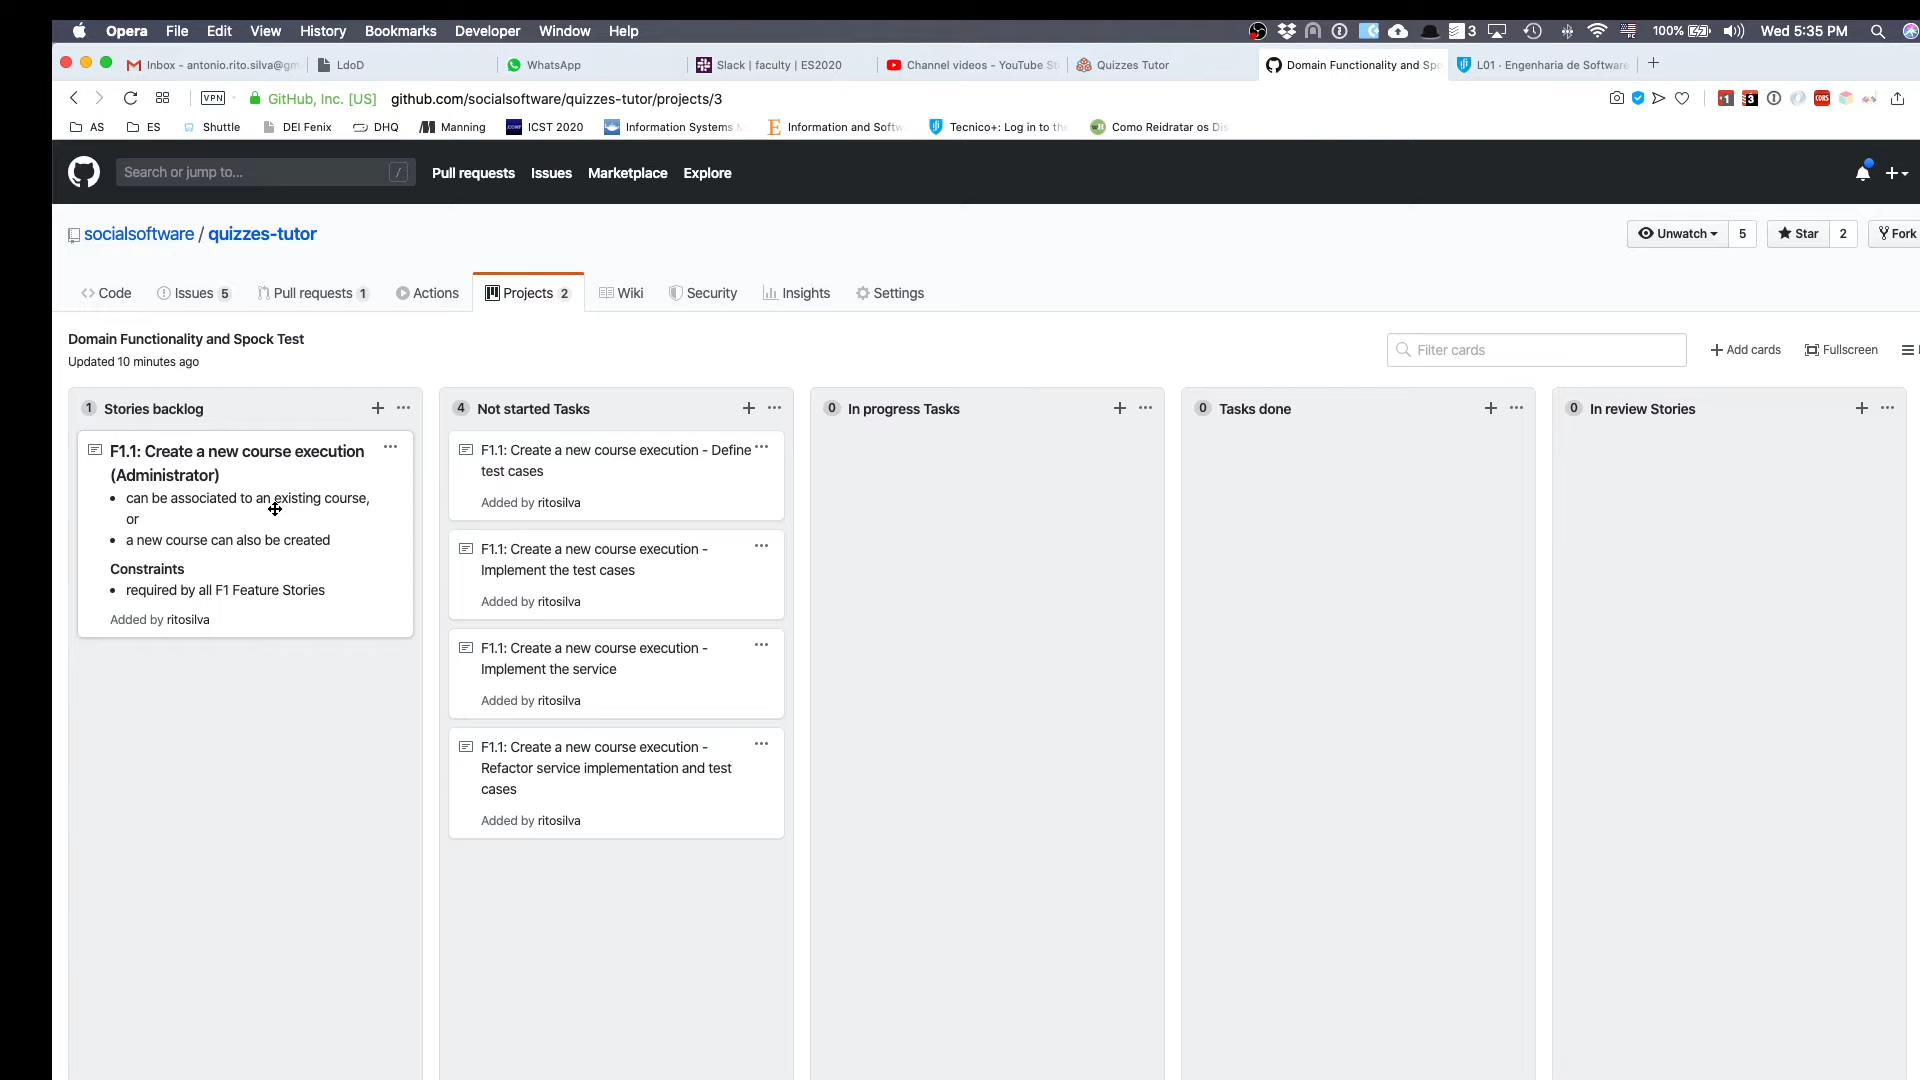 Opera File Edit View History Bookmarks Developer Window Help 3 100% Wed 5:35 PM
Inbox - antonio.rito.silva@gm LdoD WhatsApp Slack | faculty | ES2020 Channel videos - YouTube St Quizzes Tutor Domain Functionality and Spo L01 · Engenharia de Software
VPN GitHub, Inc. [US] github.com/socialsoftware/quizzes-tutor/projects/3
AS ES Shuttle DEI Fenix DHQ Manning ICST 2020 Information Systems Information and Softw Tecnico+: Log in to the Como Reidratar os Dis
Search or jump to... / Pull requests Issues Marketplace Explore
socialsoftware / quizzes-tutor Unwatch 5 Star 2 Fork
Code Issues 5 Pull requests 1 Actions Projects 2 Wiki Security Insights Settings
Domain Functionality and Spock Test
Updated 10 minutes ago
Filter cards Add cards Fullscreen
1 Stories backlog
F1.1: Create a new course execution
(Administrator)
• can be associated to an existing course,
or
• a new course can also be created
Constraints
• required by all F1 Feature Stories
Added by ritosilva
4 Not started Tasks
F1.1: Create a new course execution - Define
test cases
Added by ritosilva
F1.1: Create a new course execution -
Implement the test cases
Added by ritosilva
F1.1: Create a new course execution -
Implement the service
Added by ritosilva
F1.1: Create a new course execution -
Refactor service implementation and test
cases
Added by ritosilva
0 In progress Tasks
0 Tasks done
0 In review Stories